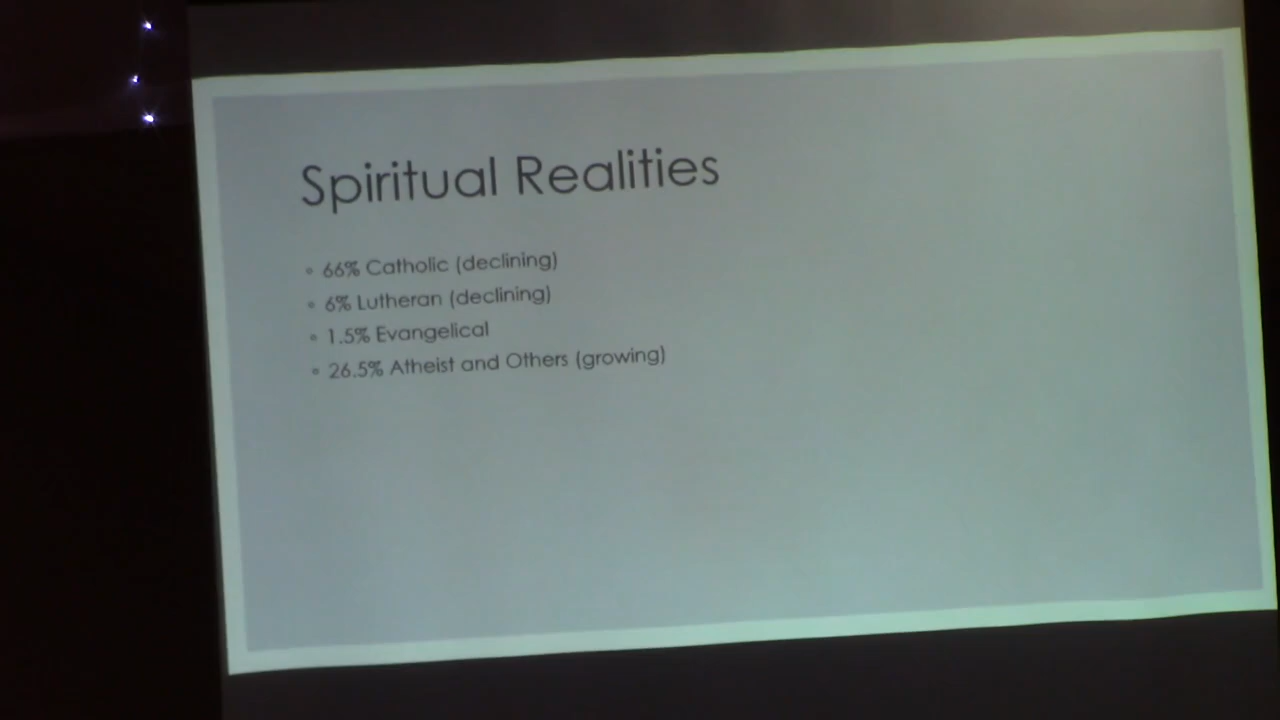 Spiritual Realities
• 66% Catholic (declining)
• 6% Lutheran (declining)
• 1.5% Evangelical
• 26.5% Atheist and Others (growing)